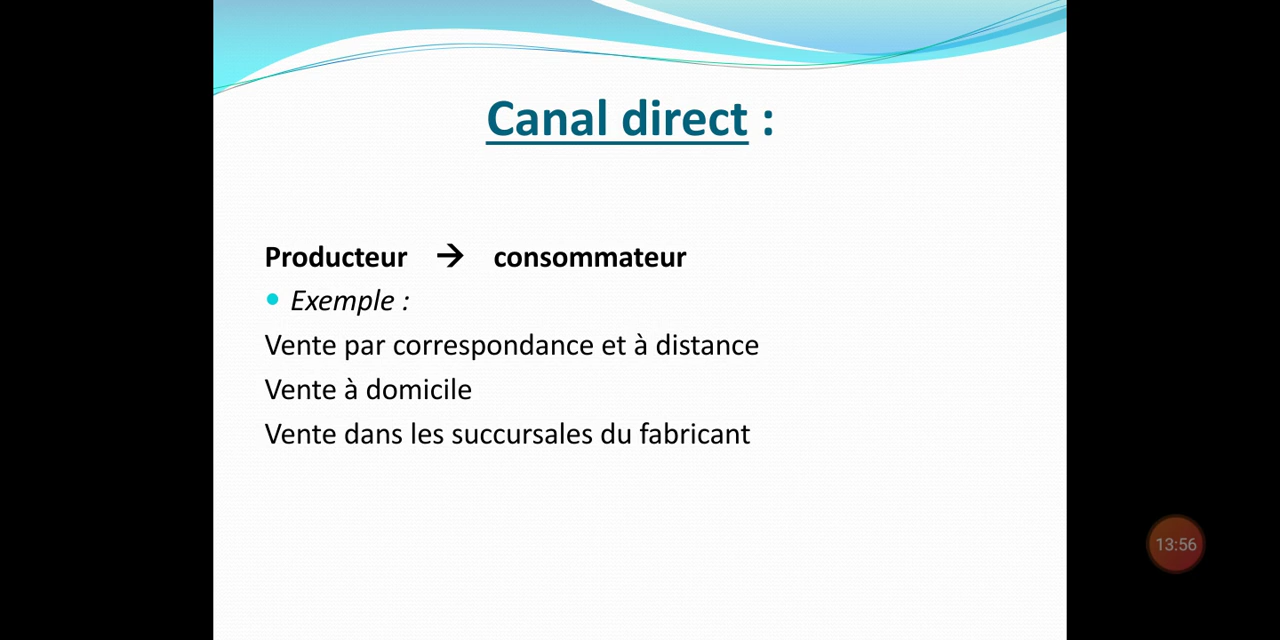 Canal direct :
Producteur → consommateur
• Exemple :
Vente par correspondance et à distance
Vente à domicile
Vente dans les succursales du fabricant
13:56